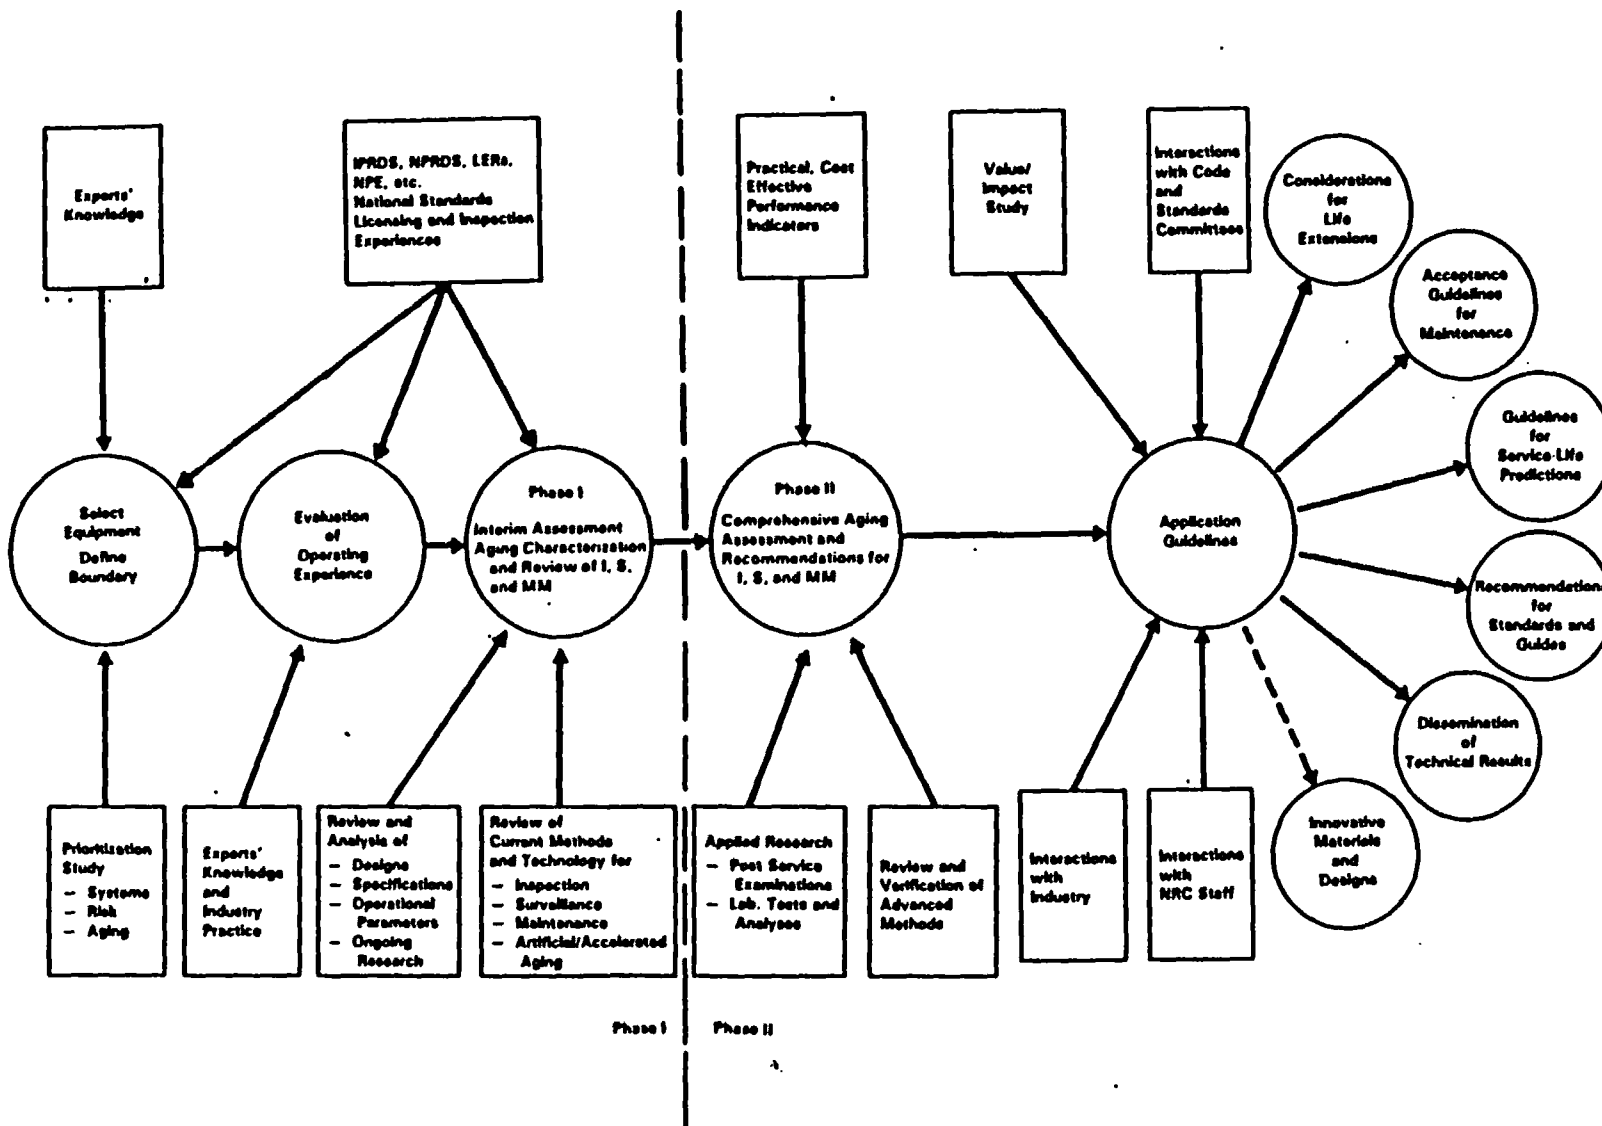 Experts'
Knowledge
IPRDS, NPRDS, LERs,
NPE, etc.
National Standards
Licensing and Inspection
Experiences
Practical, Cost
Effective
Performance
Indicators
Value/
Impact
Study
Interactions
with Code
and
Standards
Committees
Considerations
for
Life
Extensions
Acceptance
Guidelines
for
Maintenance
Guidelines
for
Service-Life
Predictions
Recommendations
for
Standards and
Guides
Dissemination
of
Technical Results
Innovative
Materials
and
Designs
Select
Equipment
Define
Boundary
Evaluation
of
Operating
Experience
Phase I
Interim Assessment
Aging Characterization
and Review of I, S,
and MM
Phase II
Comprehensive Aging
Assessment and
Recommendations for
I, S, and MM
Application
Guidelines
Prioritization
Study
— Systems
— Risk
— Aging
Experts'
Knowledge
and
Industry
Practice
Review and
Analysis of
— Designs
— Specifications
— Operational
Parameters
— Ongoing
Research
Review of
Current Methods
and Technology for
— Inspection
— Surveillance
— Maintenance
— Artificial/Accelerated
Aging
Applied Research
— Post Service
Examinations
— Lab. Tests and
Analyses
Review and
Verification of
Advanced
Methods
Interactions
with
Industry
Interactions
with
NRC Staff
Phase I
Phase II